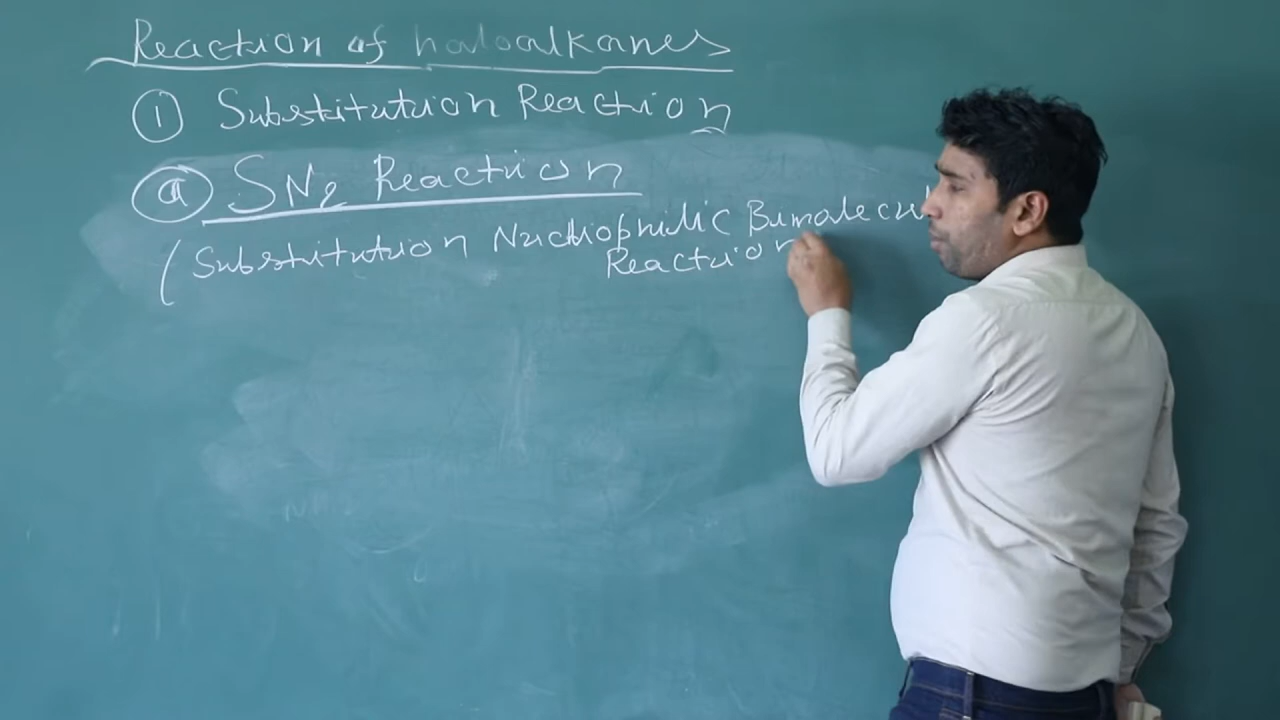 Reaction of haloalkanes
① Substitution Reaction
ⓐ SN2 Reaction
(Substitution Nucleophilic Bimolecul
Reaction